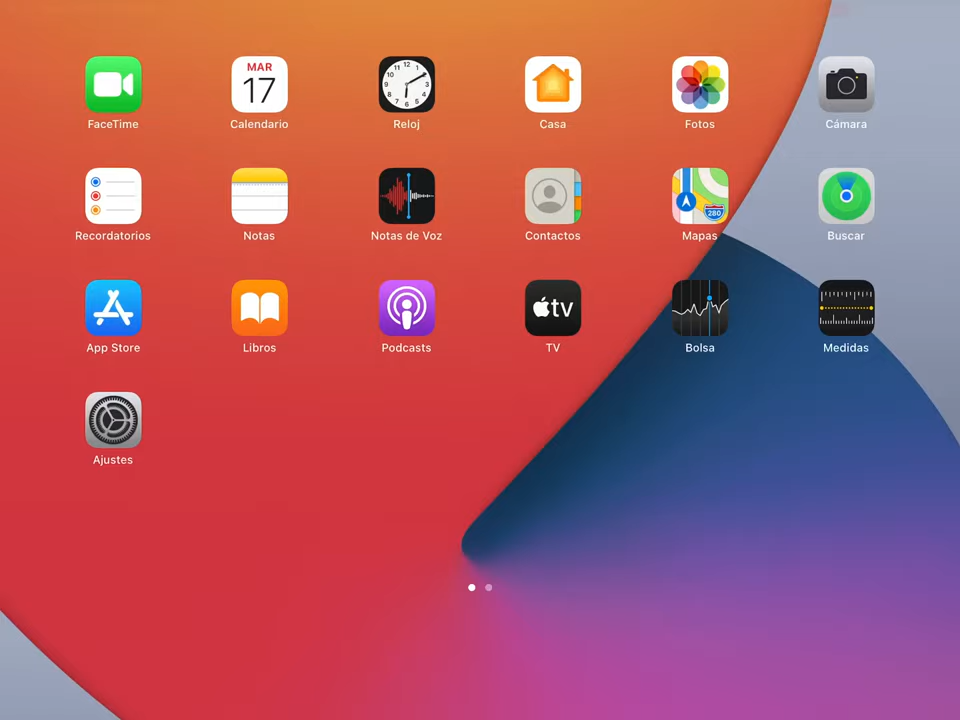 MAR
17
FaceTime
Calendario
Reloj
Casa
Fotos
Cámara
280
Recordatorios
Notas
Notas de Voz
Contactos
Mapas
Buscar
tv
App Store
Libros
Podcasts
TV
Bolsa
Medidas
Ajustes